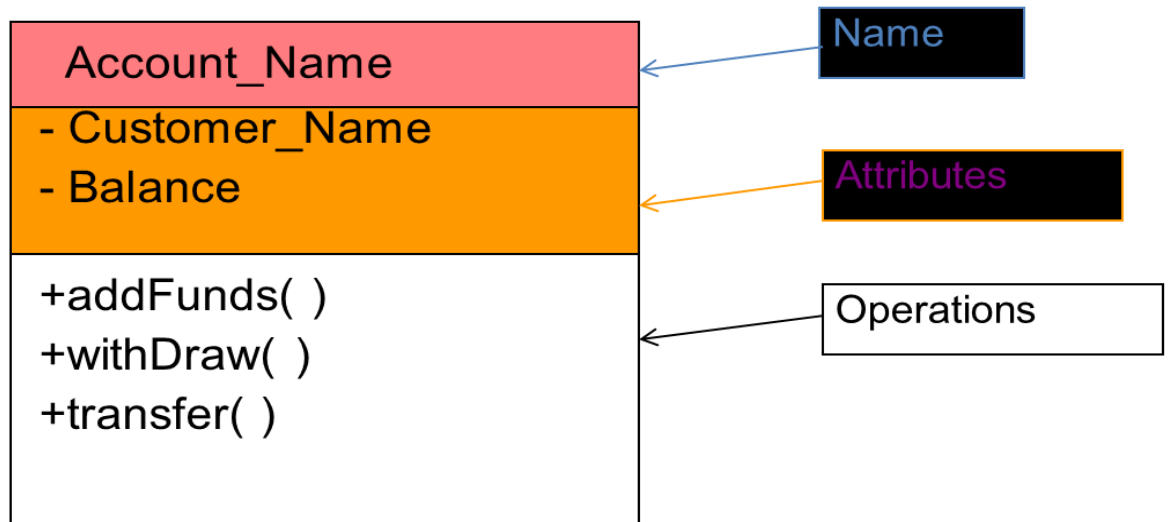 Account_Name
- Customer_Name
- Balance
+addFunds( )
+withDraw( )
+transfer( )
Name
Attributes
Operations